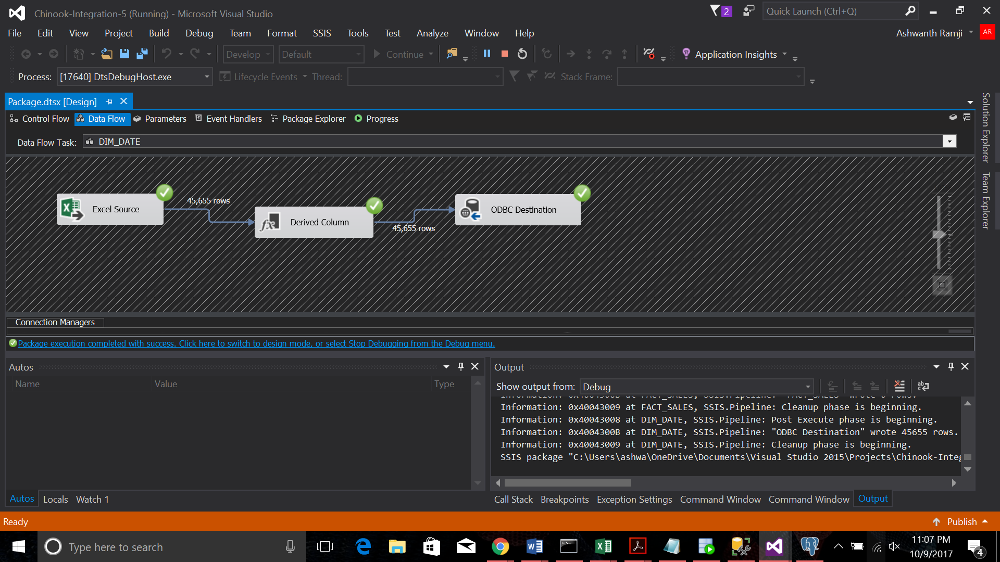 Chinook-Integration-5 (Running) - Microsoft Visual Studio
2
Quick Launch (Ctrl+Q)
File Edit View Project Build Debug Team Format SSIS Tools Test Analyze Window Help
Ashwanth Ramji AR
Develop Default Continue Application Insights
Process: [17640] DtsDebugHost.exe Lifecycle Events Thread: Stack Frame:
Package.dtsx [Design]
Control Flow Data Flow Parameters Event Handlers Package Explorer Progress
Data Flow Task: DIM_DATE
Solution Explorer
Team Explorer
45,655 rows
Excel Source
Derived Column
45,655 rows
ODBC Destination
Connection Managers
Package execution completed with success. Click here to switch to design mode, or select Stop Debugging from the Debug menu.
Autos
Name Value Type
Autos Locals Watch 1
Output
Show output from: Debug
Information: 0x40043009 at FACT_SALES, SSIS.Pipeline: Cleanup phase is beginning.
Information: 0x40043008 at DIM_DATE, SSIS.Pipeline: Post Execute phase is beginning.
Information: 0x4004300B at DIM_DATE, SSIS.Pipeline: "ODBC Destination" wrote 45655 rows.
Information: 0x40043009 at DIM_DATE, SSIS.Pipeline: Cleanup phase is beginning.
SSIS package "C:\Users\ashwa\OneDrive\Documents\Visual Studio 2015\Projects\Chinook-Integ
Call Stack Breakpoints Exception Settings Command Window Command Window Output
Ready
Publish
Type here to search
11:07 PM
10/9/2017
4